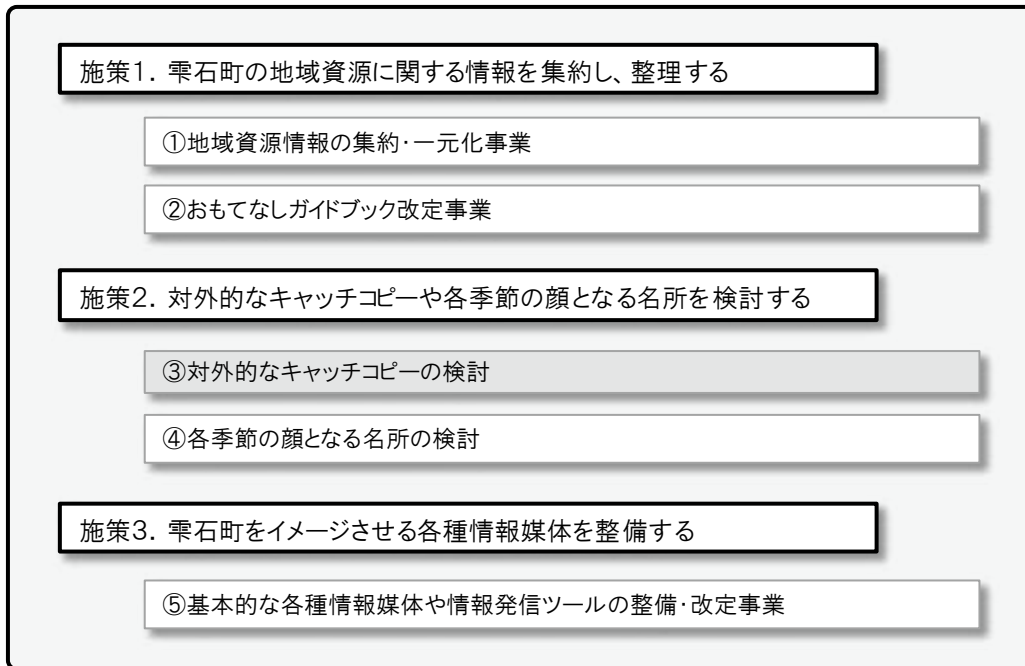 施策1．雫石町の地域資源に関する情報を集約し、整理する
①地域資源情報の集約・一元化事業
②おもてなしガイドブック改定事業
施策2．対外的なキャッチコピーや各季節の顔となる名所を検討する
③対外的なキャッチコピーの検討
④各季節の顔となる名所の検討
施策3．雫石町をイメージさせる各種情報媒体を整備する
⑤基本的な各種情報媒体や情報発信ツールの整備・改定事業